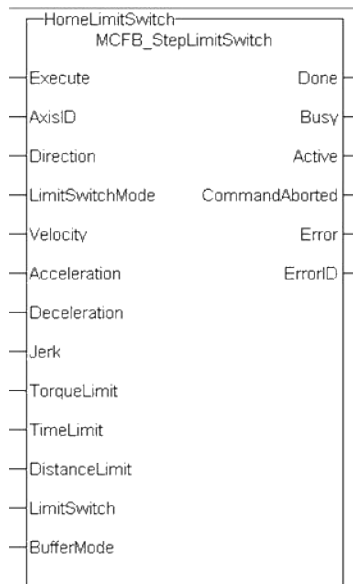 HomeLimitSwitch
MCFB_StepLimitSwitch
Execute Done
AxisID Busy
Direction Active
LimitSwitchMode CommandAborted
Velocity Error
Acceleration ErrorID
Deceleration
Jerk
TorqueLimit
TimeLimit
DistanceLimit
LimitSwitch
BufferMode